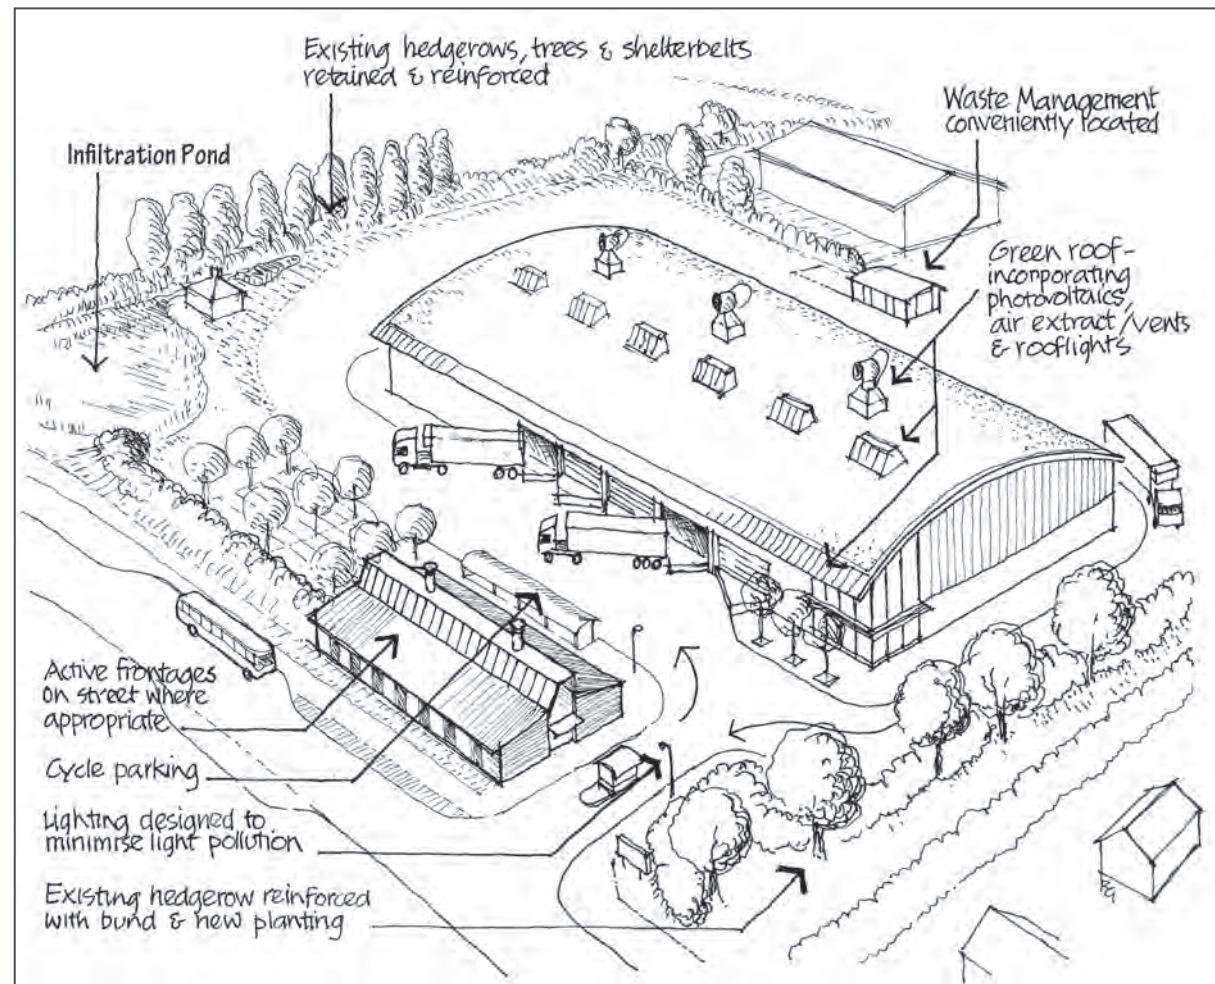 Existing hedgerows, trees & shelterbelts
retained & reinforced
Waste Management
conveniently located
Infiltration Pond
Green roof-
incorporating
photovoltaics,
air extract/vents
& rooflights
Active frontages
on street where
appropriate
Cycle parking
Lighting designed to
minimise light pollution
Existing hedgerow reinforced
with bund & new planting